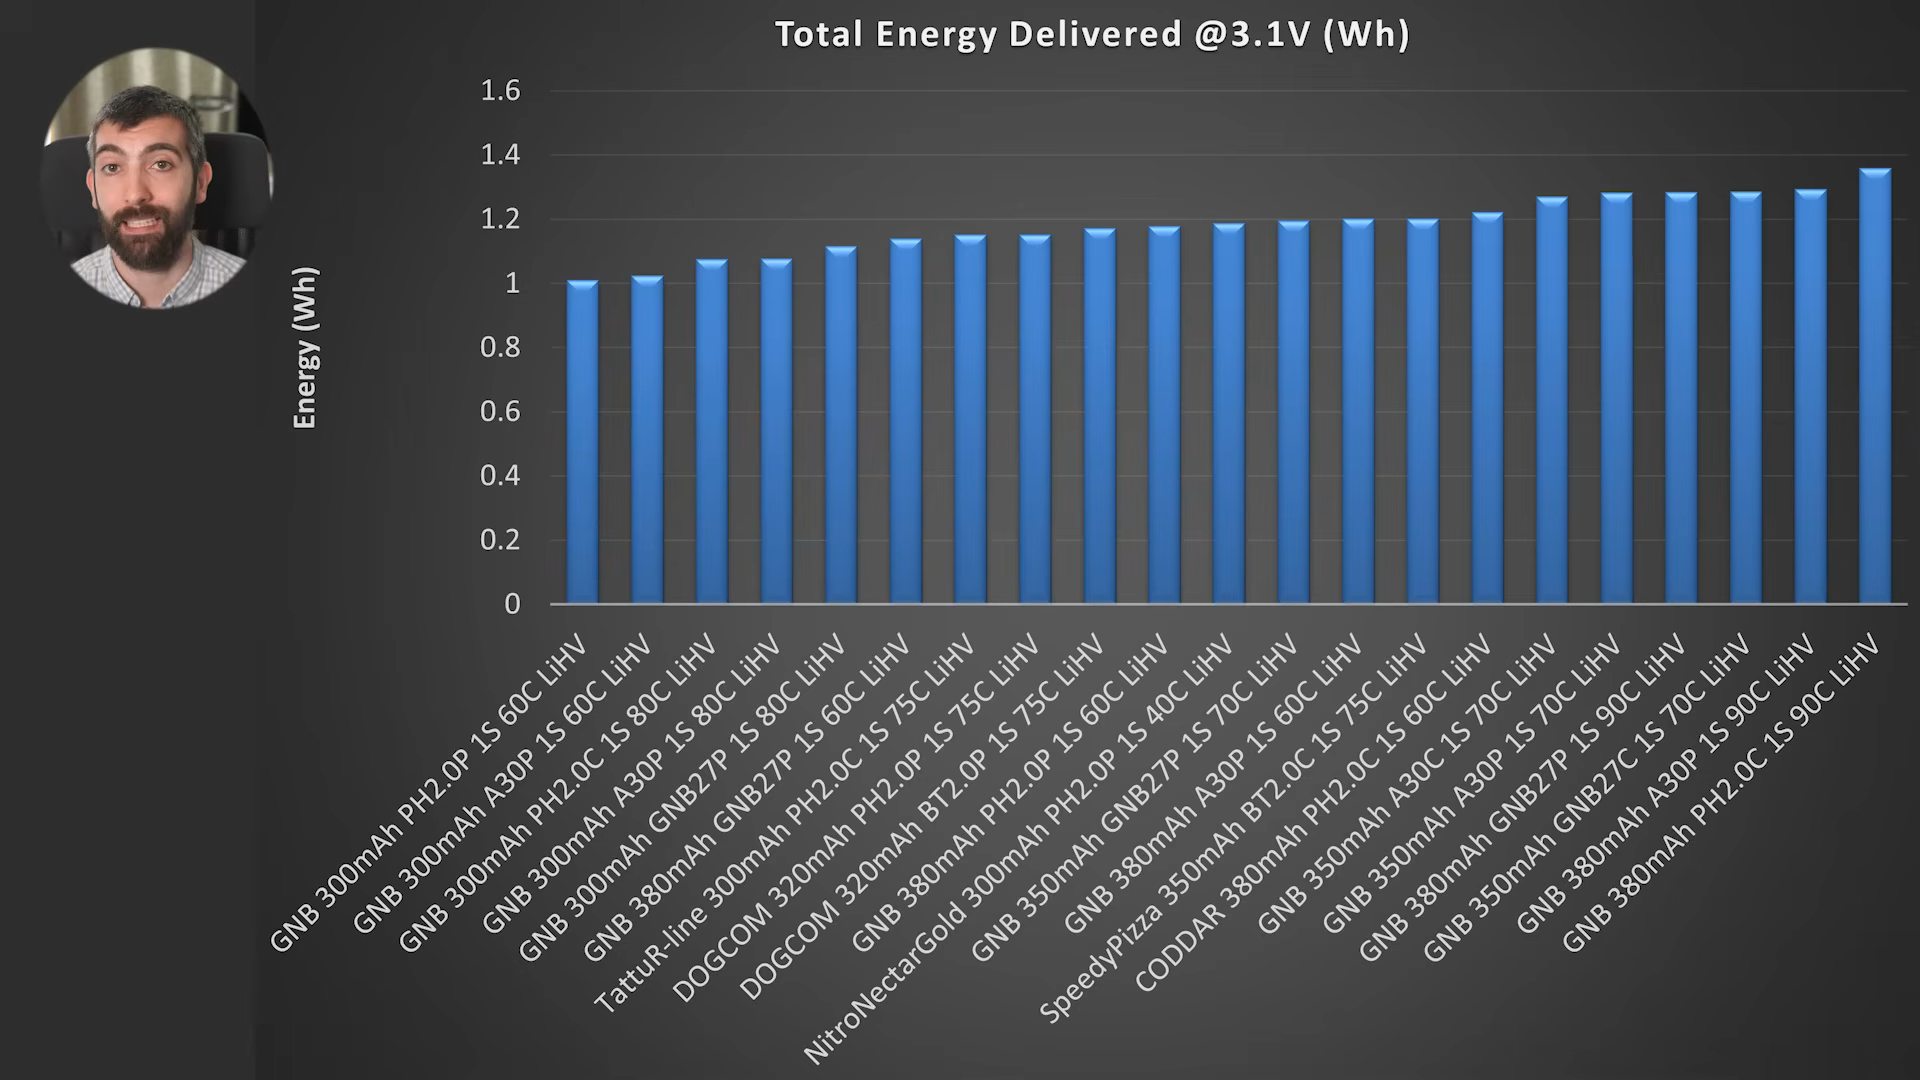 Total Energy Delivered @3.1V (Wh)
Energy (Wh)
1.6
1.4
1.2
1
0.8
0.6
0.4
0.2
0
GNB 300mAh PH2.0P 1S 60C LiHV
GNB 300mAh A30P 1S 60C LiHV
GNB 300mAh PH2.0C 1S 80C LiHV
GNB 300mAh A30P 1S 80C LiHV
GNB 300mAh GNB27P 1S 80C LiHV
GNB 380mAh GNB27P 1S 60C LiHV
TattuR-line 300mAh PH2.0C 1S 75C LiHV
DOGCOM 320mAh PH2.0P 1S 75C LiHV
DOGCOM 320mAh BT2.0P 1S 75C LiHV
GNB 380mAh PH2.0P 1S 60C LiHV
NitroNectarGold 300mAh PH2.0P 1S 40C LiHV
GNB 350mAh GNB27P 1S 70C LiHV
GNB 380mAh A30P 1S 60C LiHV
SpeedyPizza 350mAh BT2.0C 1S 75C LiHV
CODDAR 380mAh PH2.0C 1S 60C LiHV
GNB 350mAh A30C 1S 70C LiHV
GNB 350mAh A30P 1S 70C LiHV
GNB 380mAh GNB27P 1S 90C LiHV
GNB 350mAh GNB27C 1S 70C LiHV
GNB 380mAh A30P 1S 90C LiHV
GNB 380mAh PH2.0C 1S 90C LiHV